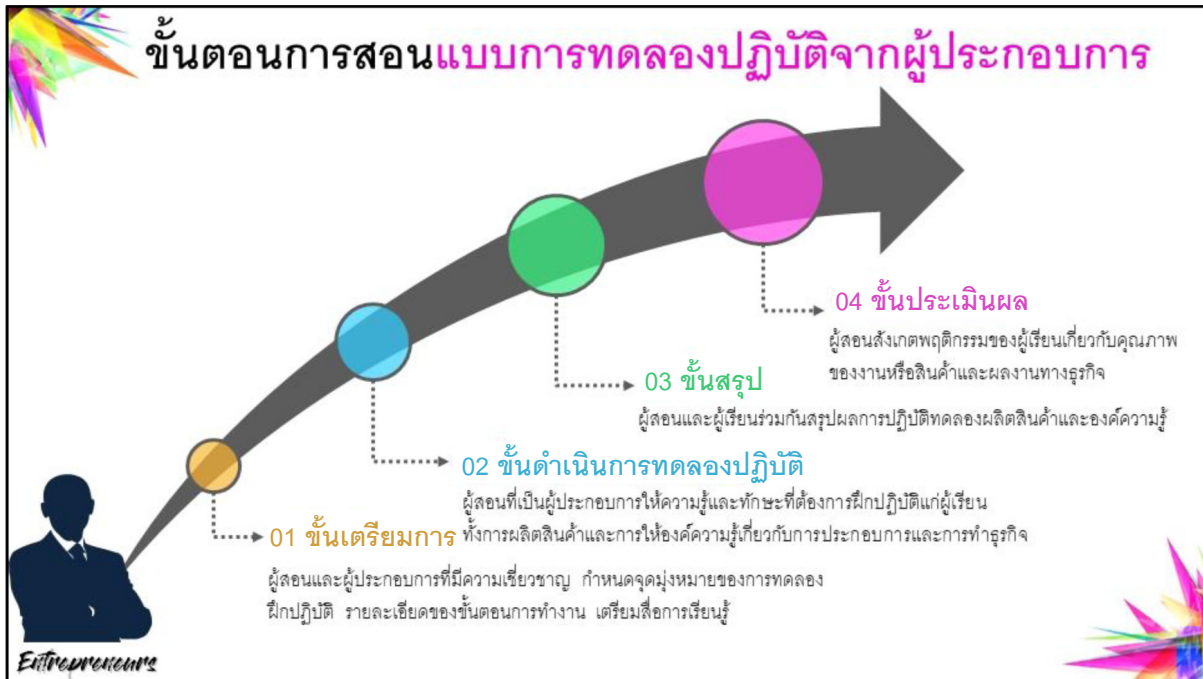 ขั้นตอนการสอนแบบการทดลองปฏิบัติจากผู้ประกอบการ
04 ขั้นประเมินผล
ผู้สอนสังเกตพฤติกรรมของผู้เรียนเกี่ยวกับคุณภาพ
ของงานหรือสินค้าและผลงานทางธุรกิจ
03 ขั้นสรุป
ผู้สอนและผู้เรียนร่วมกันสรุปผลการปฏิบัติทดลองผลิตสินค้าและองค์ความรู้
02 ขั้นดำเนินการทดลองปฏิบัติ
ผู้สอนที่เป็นผู้ประกอบการให้ความรู้และทักษะที่ต้องการฝึกปฏิบัติแก่ผู้เรียน
ทั้งการผลิตสินค้าและการให้องค์ความรู้เกี่ยวกับการประกอบการและการทำธุรกิจ
01 ขั้นเตรียมการ
ผู้สอนและผู้ประกอบการที่มีความเชี่ยวชาญ กำหนดจุดมุ่งหมายของการทดลอง
ฝึกปฏิบัติ รายละเอียดของขั้นตอนการทำงาน เตรียมสื่อการเรียนรู้
Entrepreneurs